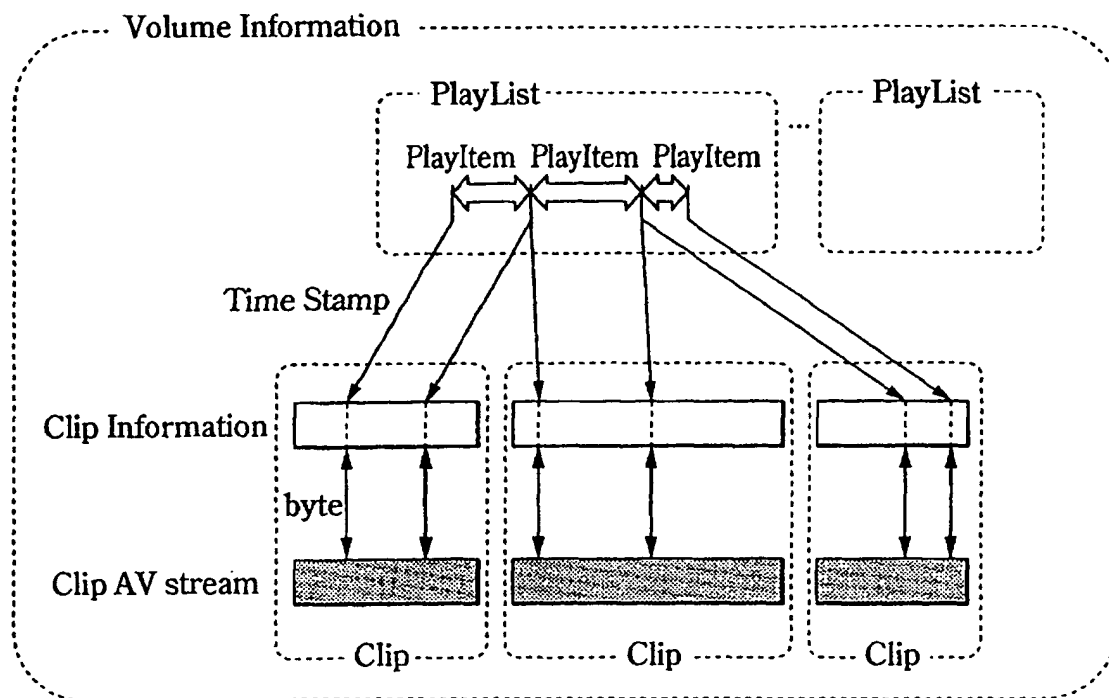 Volume Information
PlayList
PlayList
...
PlayItem PlayItem PlayItem
Time Stamp
Clip Information
byte
Clip AV stream
Clip
Clip
Clip